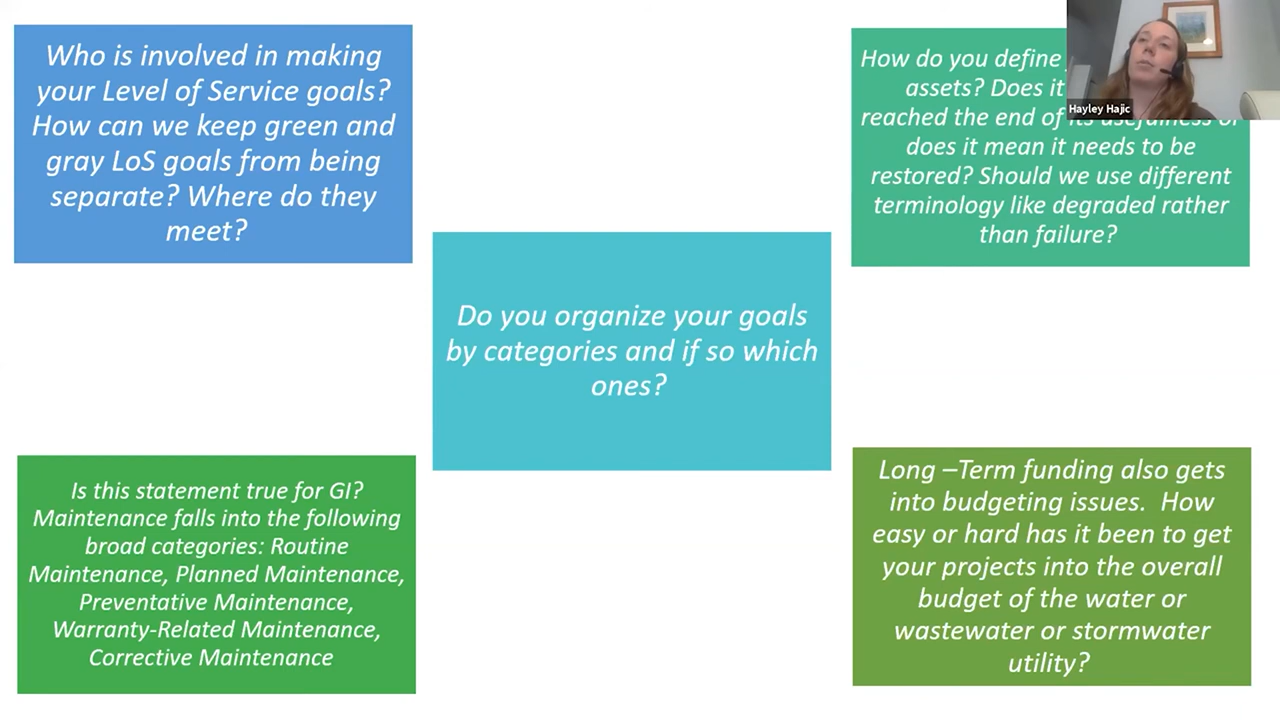 Who is involved in making
your Level of Service goals?
How can we keep green and
gray LoS goals from being
separate? Where do they
meet?
How do you define
assets? Does it
reached the end of its usefulness or
does it mean it needs to be
restored? Should we use different
terminology like degraded rather
than failure?
Hayley Hajic
Do you organize your goals
by categories and if so which
ones?
Is this statement true for GI?
Maintenance falls into the following
broad categories: Routine
Maintenance, Planned Maintenance,
Preventative Maintenance,
Warranty-Related Maintenance,
Corrective Maintenance
Long –Term funding also gets
into budgeting issues.  How
easy or hard has it been to get
your projects into the overall
budget of the water or
wastewater or stormwater
utility?